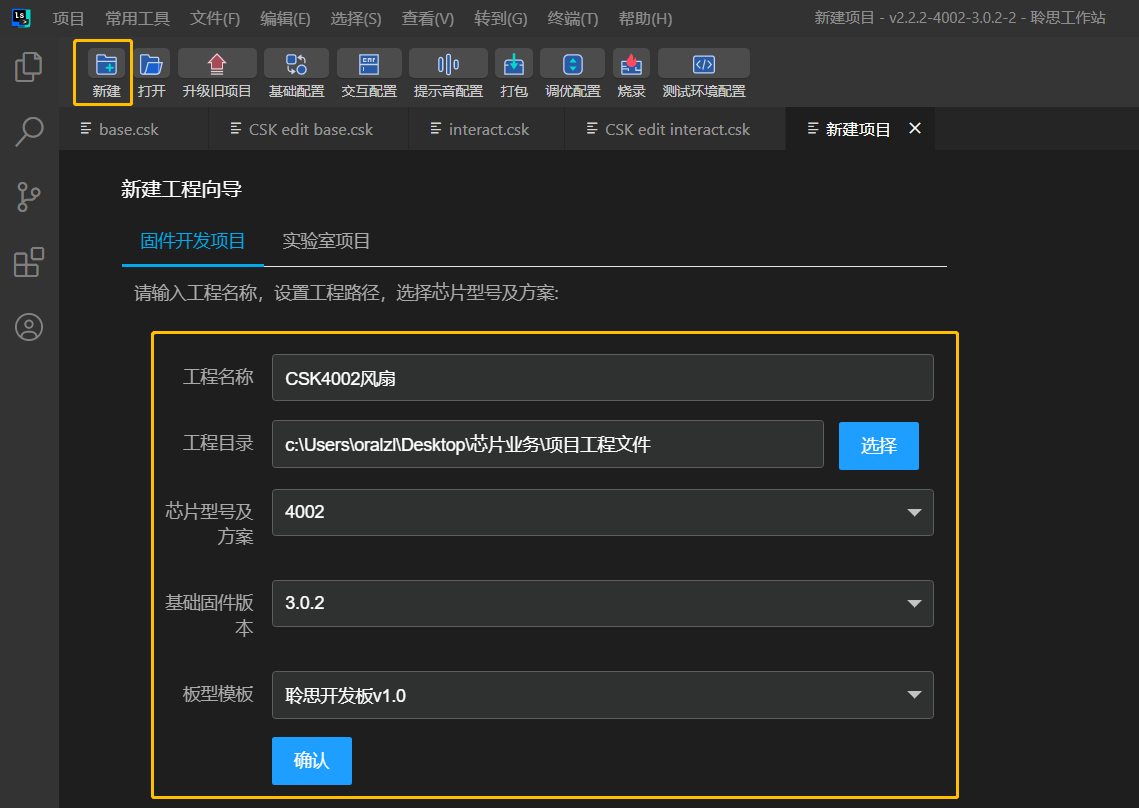 Ls 项目 常用工具 文件(F) 编辑(E) 选择(S) 查看(V) 转到(G) 终端(T) 帮助(H) 新建项目 - v2.2.2-4002-3.0.2-2 - 聆思工作站
新建 打开 升级旧项目 基础配置 交互配置 提示音配置 打包 调优配置 烧录 测试环境配置
base.csk CSK edit base.csk interact.csk CSK edit interact.csk 新建项目
新建工程向导
固件开发项目 实验室项目
请输入工程名称，设置工程路径，选择芯片型号及方案:
工程名称 CSK4002风扇
工程目录 c:\Users\oralzl\Desktop\芯片业务\项目工程文件 选择
芯片型号及 4002
方案
基础固件版 3.0.2
本
板型模板 聆思开发板v1.0
确认